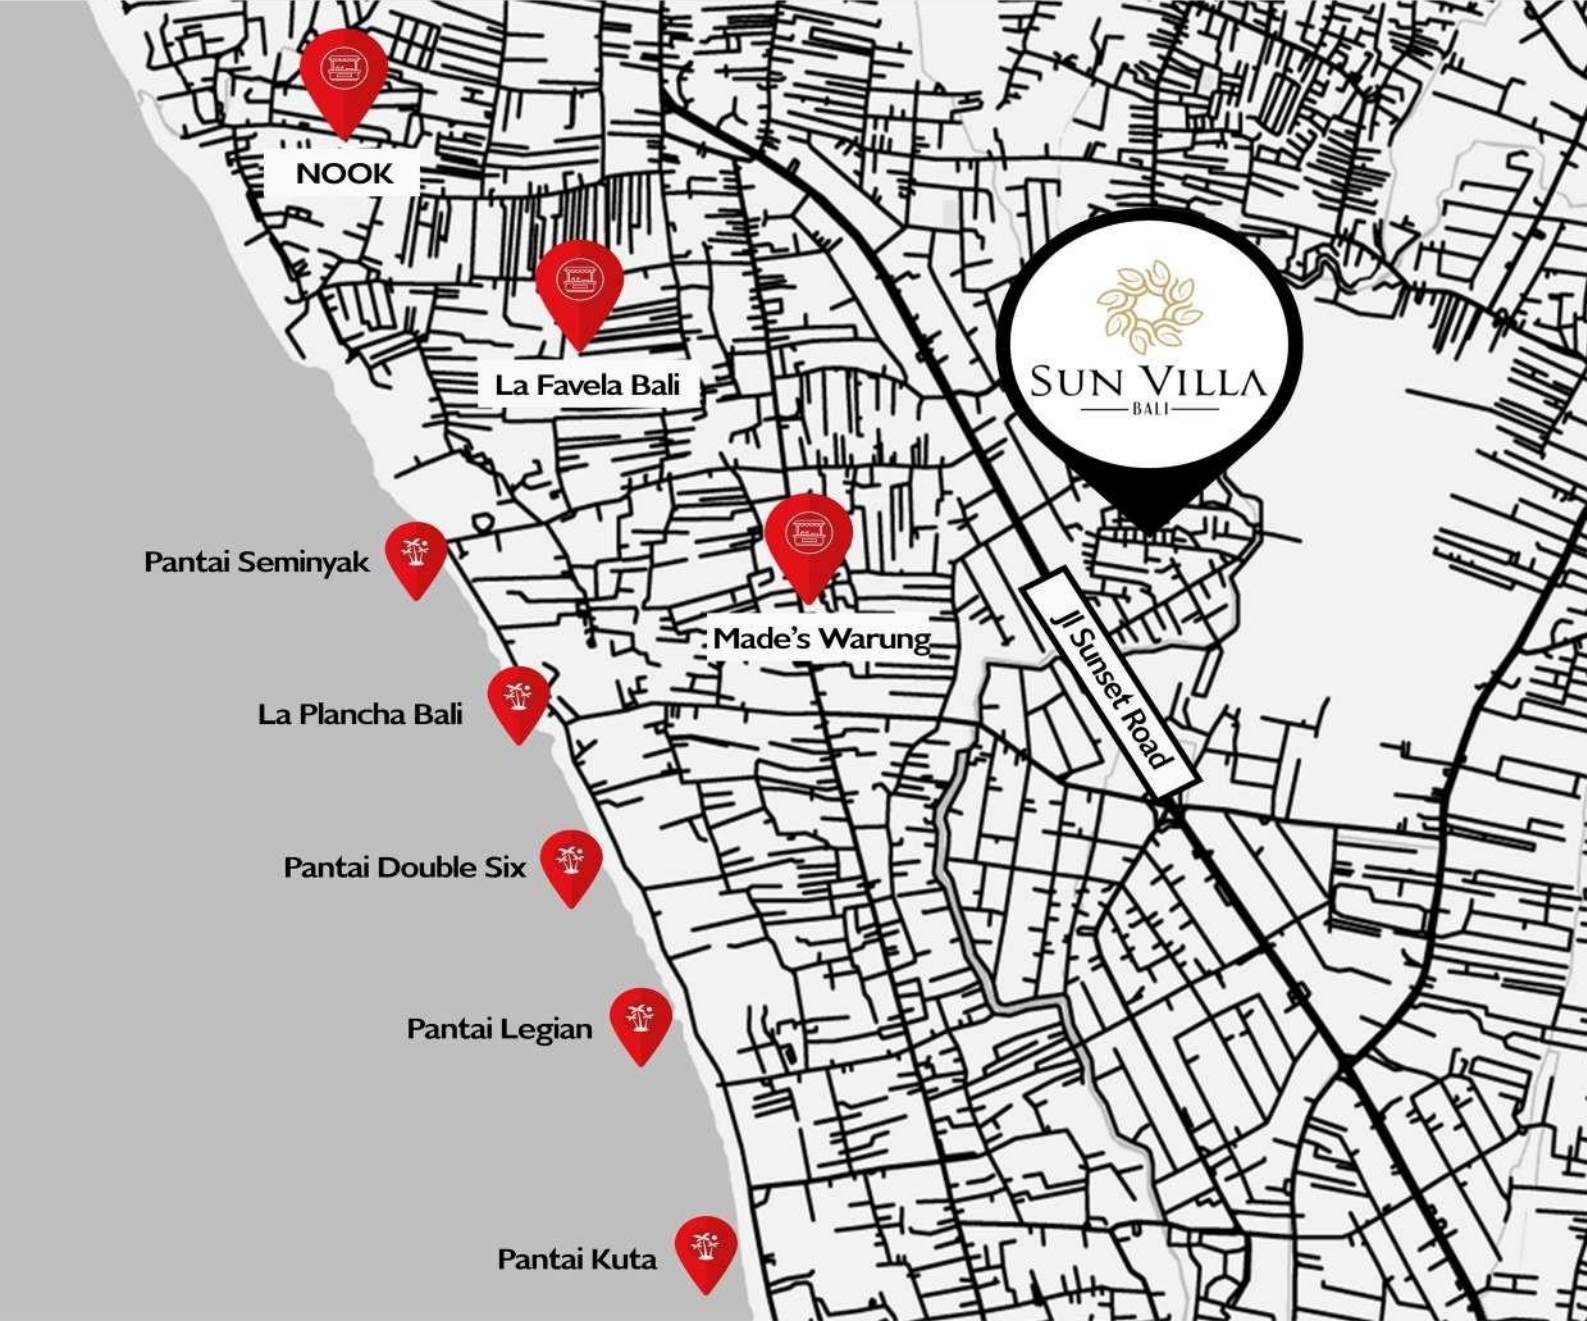 NOOK
La Favela Bali
SUN VILLA
BALI
Pantai Seminyak
Made's Warung
Jl Sunset Road
La Plancha Bali
Pantai Double Six
Pantai Legian
Pantai Kuta